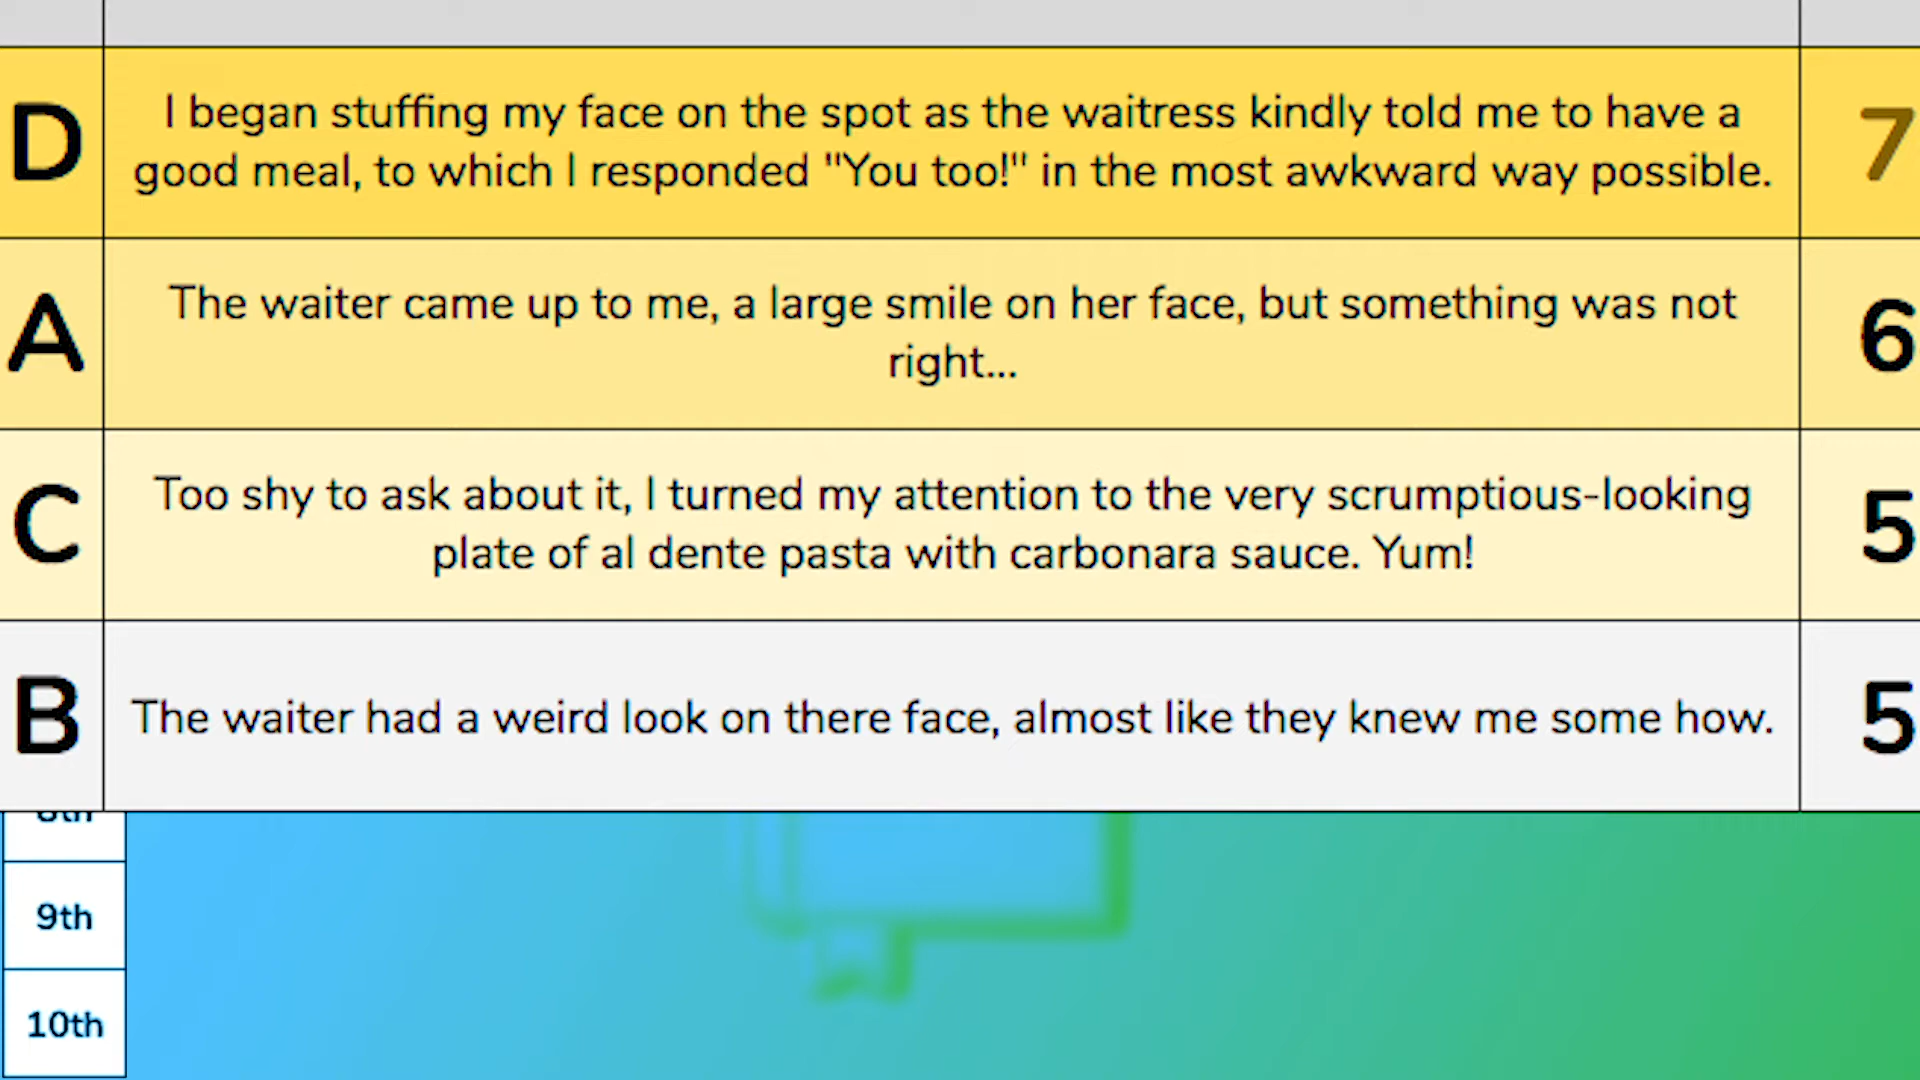 D
I began stuffing my face on the spot as the waitress kindly told me to have a
good meal, to which I responded "You too!" in the most awkward way possible.
7
A
The waiter came up to me, a large smile on her face, but something was not
right...
6
C
Too shy to ask about it, I turned my attention to the very scrumptious-looking
plate of al dente pasta with carbonara sauce. Yum!
5
B
The waiter had a weird look on there face, almost like they knew me some how.
5
9th
10th